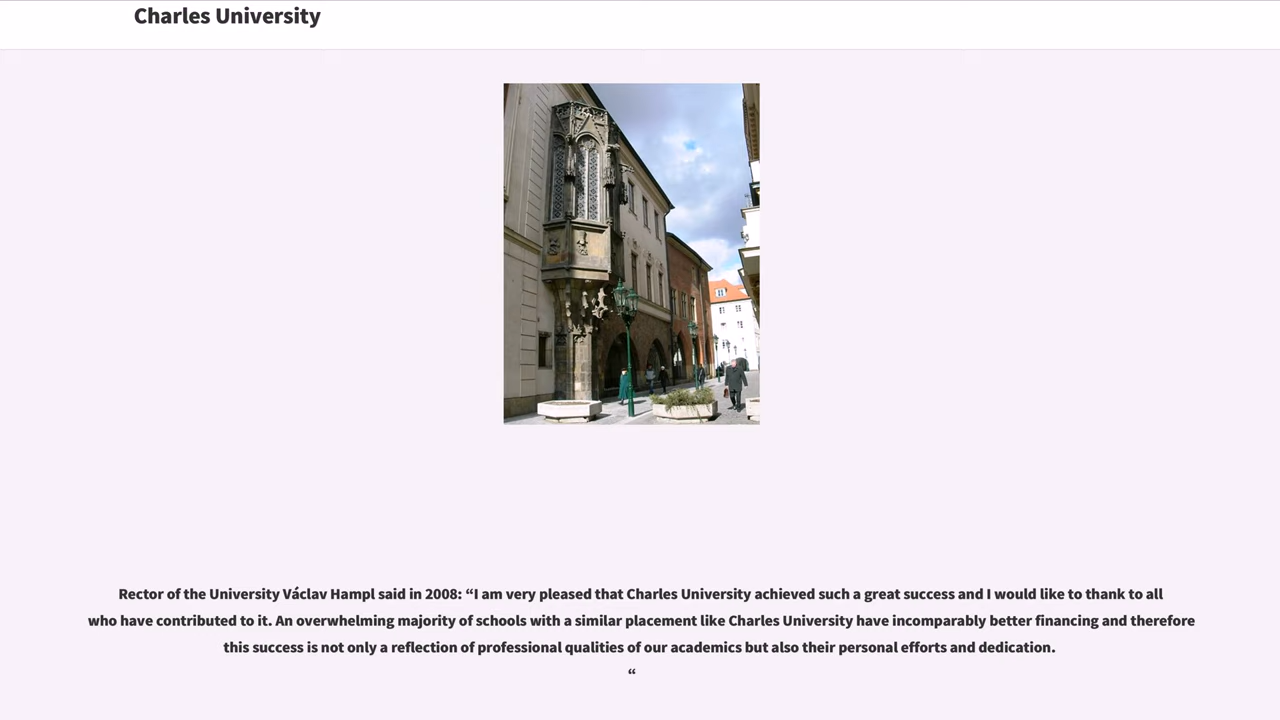 Charles University
Rector of the University Václav Hampl said in 2008: “I am very pleased that Charles University achieved such a great success and I would like to thank to all
who have contributed to it. An overwhelming majority of schools with a similar placement like Charles University have incomparably better financing and therefore
this success is not only a reflection of professional qualities of our academics but also their personal efforts and dedication.
“